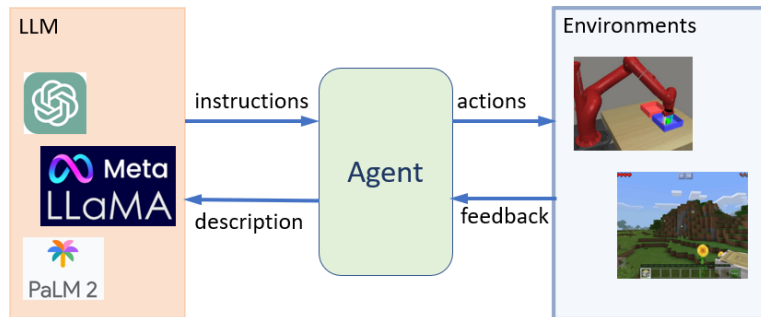 LLM
Environments
instructions
actions
Meta
LLaMA
Agent
description
feedback
PaLM 2